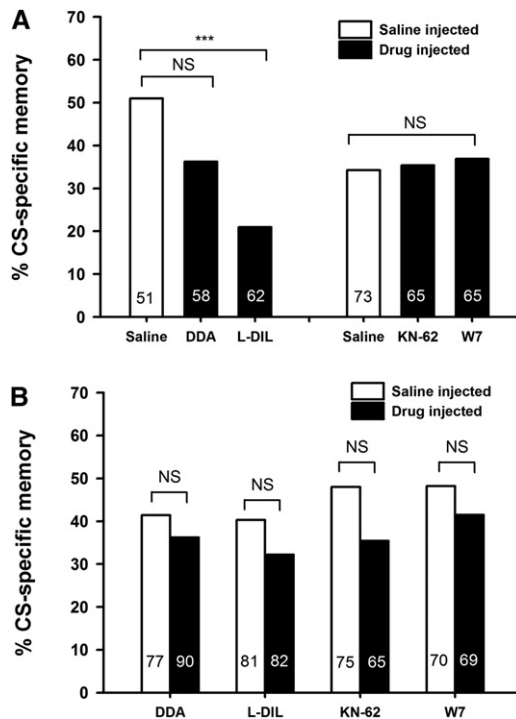 A
% CS-specific memory
70
60
50
40
30
20
10
0
Saline injected
Drug injected
***
NS
NS
51
58
62
73
65
65
Saline
DDA
L-DIL
Saline
KN-62
W7
B
% CS-specific memory
70
60
50
40
30
20
10
0
Saline injected
Drug injected
NS
NS
NS
NS
77
90
81
82
75
65
70
69
DDA
L-DIL
KN-62
W7